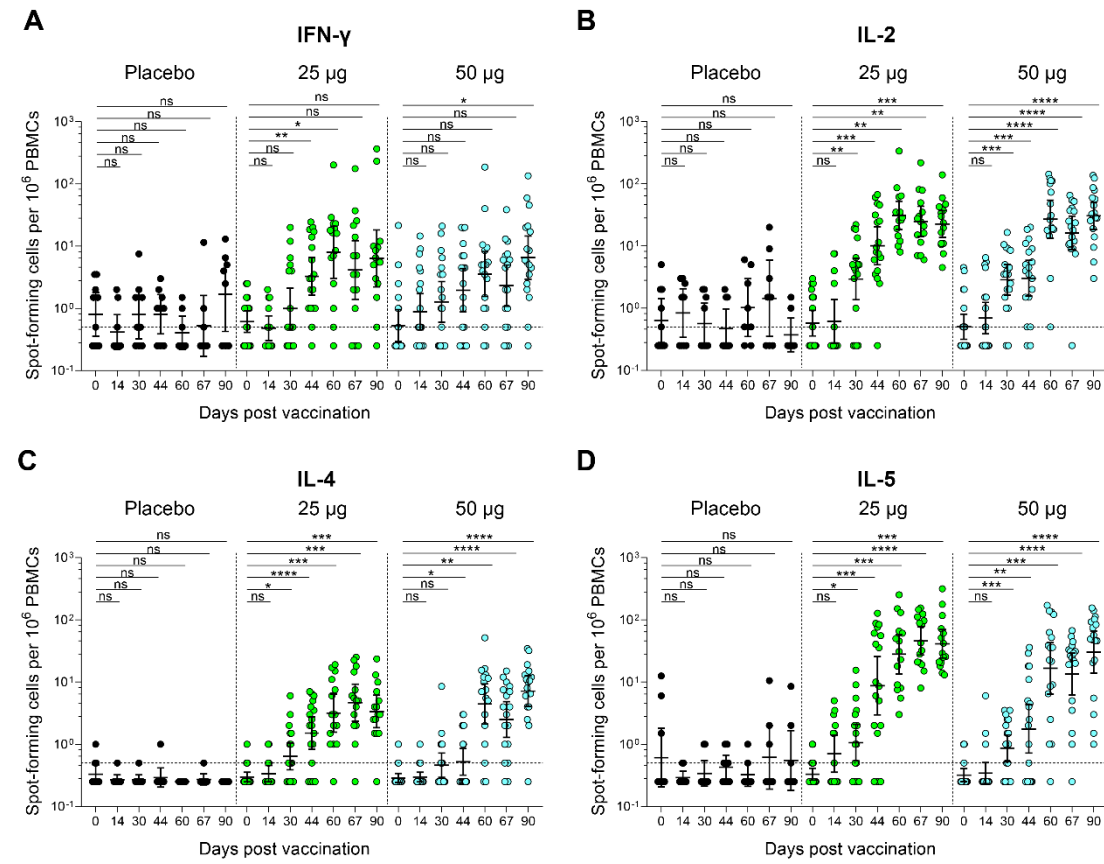 A
IFN-γ
Placebo 25 µg 50 µg
ns ns *
ns ns ns
ns * ns
ns ** ns
ns ns ns
ns ns ns
Spot-forming cells per 10⁶ PBMCs
10³
10²
10¹
10⁰
10⁻¹
0 14 30 44 60 67 90 0 14 30 44 60 67 90 0 14 30 44 60 67 90
Days post vaccination
B
IL-2
Placebo 25 µg 50 µg
ns *** ****
ns ** ****
ns ** ****
ns *** ***
ns ** ***
ns ns ns
Spot-forming cells per 10⁶ PBMCs
10³
10²
10¹
10⁰
10⁻¹
0 14 30 44 60 67 90 0 14 30 44 60 67 90 0 14 30 44 60 67 90
Days post vaccination
C
IL-4
Placebo 25 µg 50 µg
ns *** ****
ns *** ****
ns *** **
ns **** *
ns * ns
ns ns ns
Spot-forming cells per 10⁶ PBMCs
10³
10²
10¹
10⁰
10⁻¹
0 14 30 44 60 67 90 0 14 30 44 60 67 90 0 14 30 44 60 67 90
Days post vaccination
D
IL-5
Placebo 25 µg 50 µg
ns *** ****
ns **** ****
ns *** ***
ns *** **
ns * ***
ns ns ns
Spot-forming cells per 10⁶ PBMCs
10³
10²
10¹
10⁰
10⁻¹
0 14 30 44 60 67 90 0 14 30 44 60 67 90 0 14 30 44 60 67 90
Days post vaccination